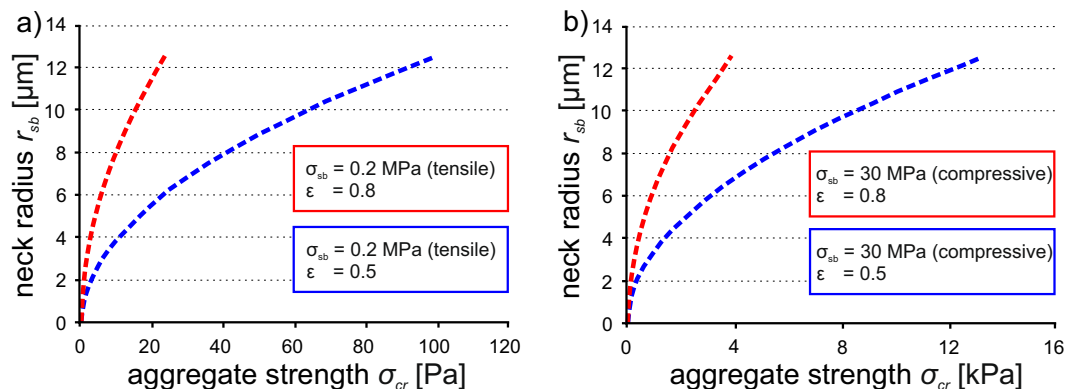 a)
neck radius r_sb [µm]
14
12
10
8
6
4
2
0
σ_sb = 0.2 MPa (tensile)
ε = 0.8
σ_sb = 0.2 MPa (tensile)
ε = 0.5
0 20 40 60 80 100 120
aggregate strength σ_cr [Pa]
b)
neck radius r_sb [µm]
14
12
10
8
6
4
2
0
σ_sb = 30 MPa (compressive)
ε = 0.8
σ_sb = 30 MPa (compressive)
ε = 0.5
0 4 8 12 16
aggregate strength σ_cr [kPa]